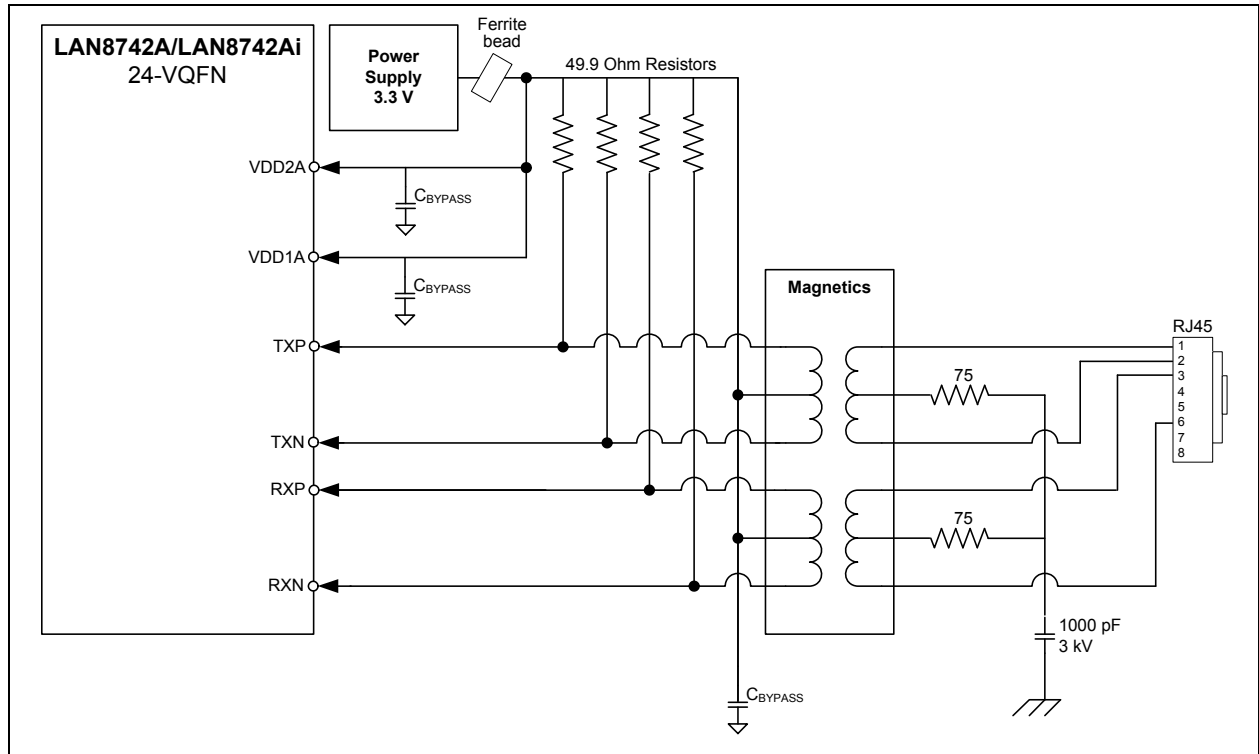 LAN8742A/LAN8742Ai
24-VQFN
Power
Supply
3.3 V
Ferrite
bead
49.9 Ohm Resistors
VDD2A
CBYPASS
VDD1A
CBYPASS
Magnetics
RJ45
TXP
TXN
RXP
RXN
75
75
1
2
3
4
5
6
7
8
1000 pF
3 kV
CBYPASS